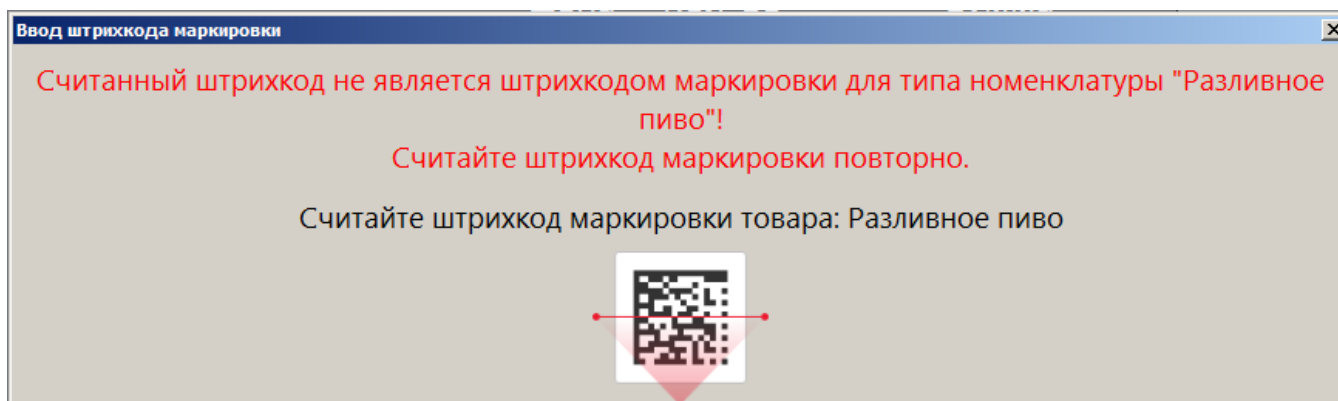 Ввод штрихкода маркировки
Считанный штрихкод не является штрихкодом маркировки для типа номенклатуры "Разливное
пиво"!
Считайте штрихкод маркировки повторно.
Считайте штрихкод маркировки товара: Разливное пиво